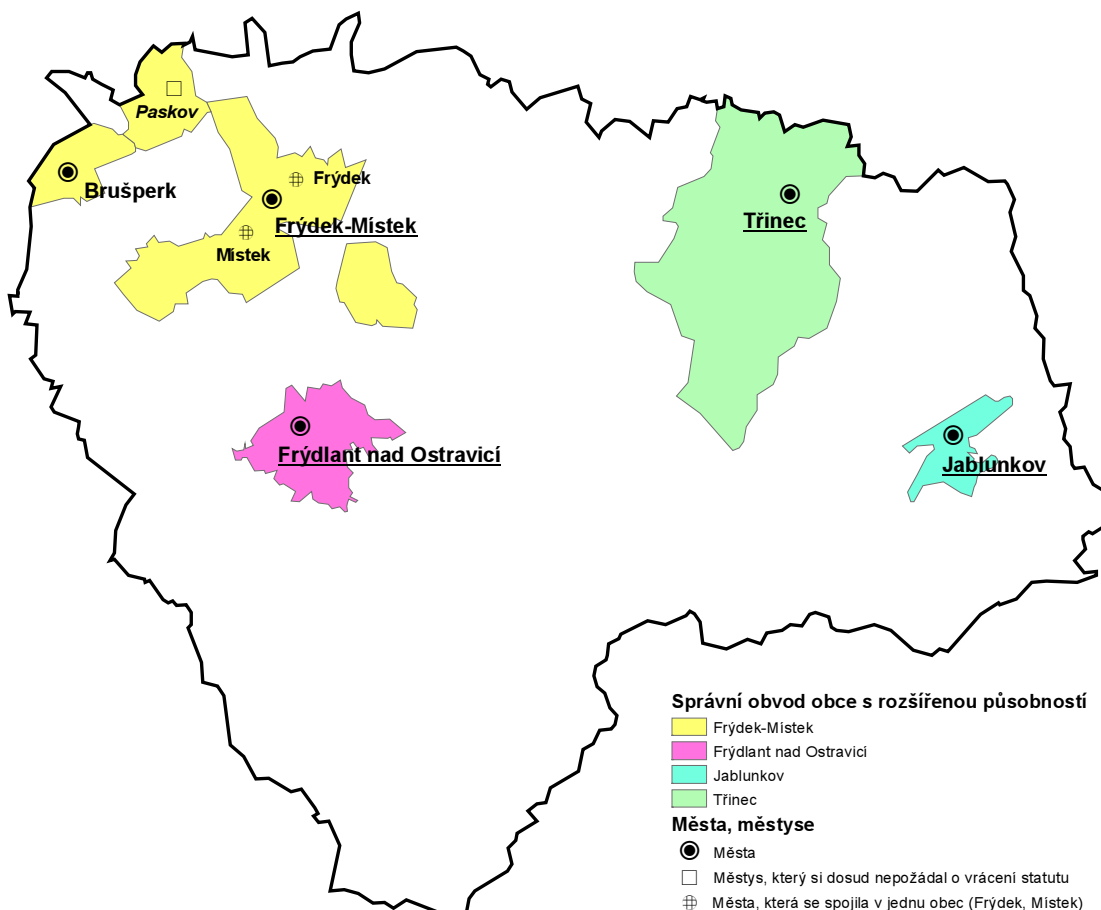 Paskov
Brušperk
Frýdek
Frýdek-Místek
Místek
Třinec
Frýdlant nad Ostravicí
Jablunkov
Správní obvod obce s rozšířenou působností
Frýdek-Místek
Frýdlant nad Ostravicí
Jablunkov
Třinec
Města, městyse
Města
Městys, který si dosud nepožádal o vrácení statutu
Města, která se spojila v jednu obec (Frýdek, Místek)